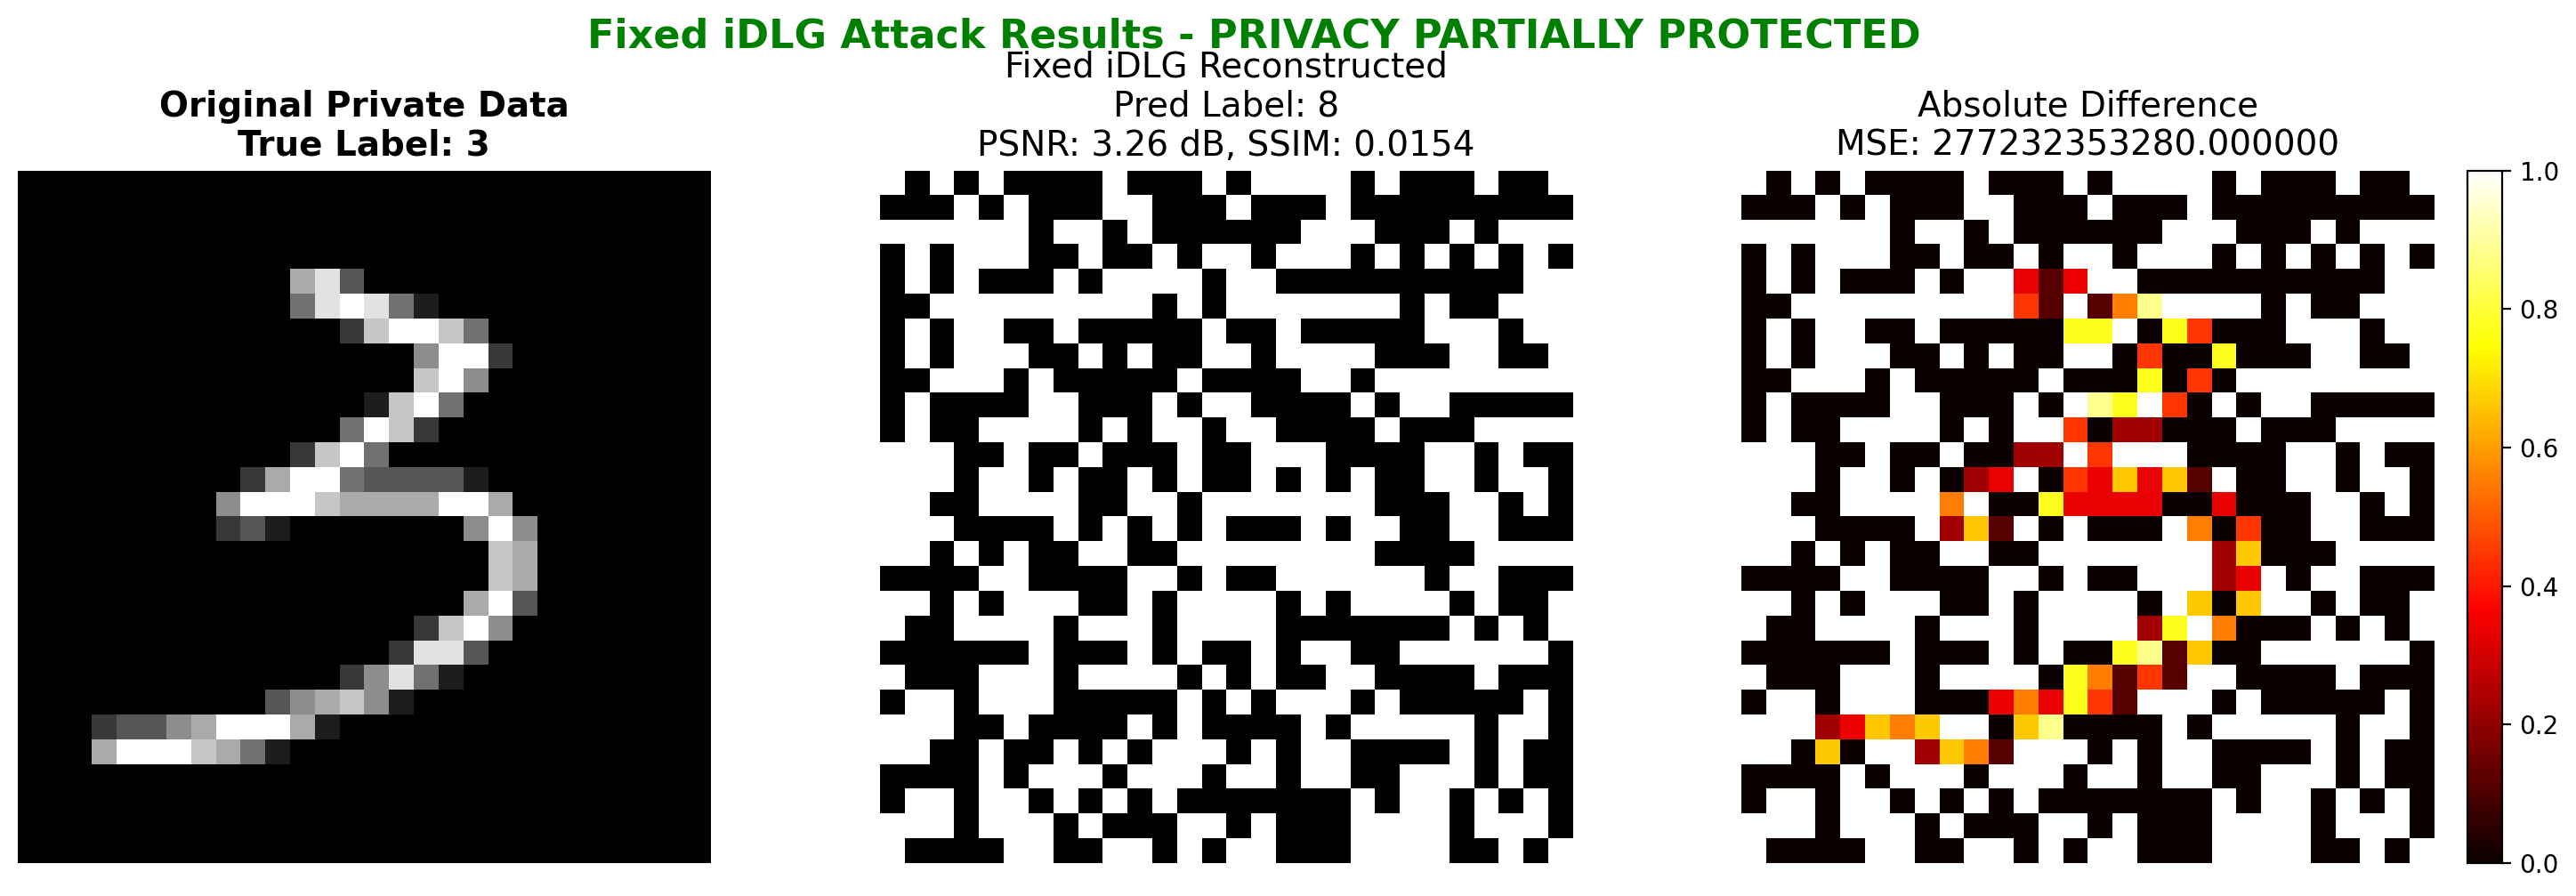 Fixed iDLG Attack Results - PRIVACY PARTIALLY PROTECTED
Original Private Data
True Label: 3
Fixed iDLG Reconstructed
Pred Label: 8
PSNR: 3.26 dB, SSIM: 0.0154
Absolute Difference
MSE: 277232353280.000000
1.0
0.8
0.6
0.4
0.2
0.0